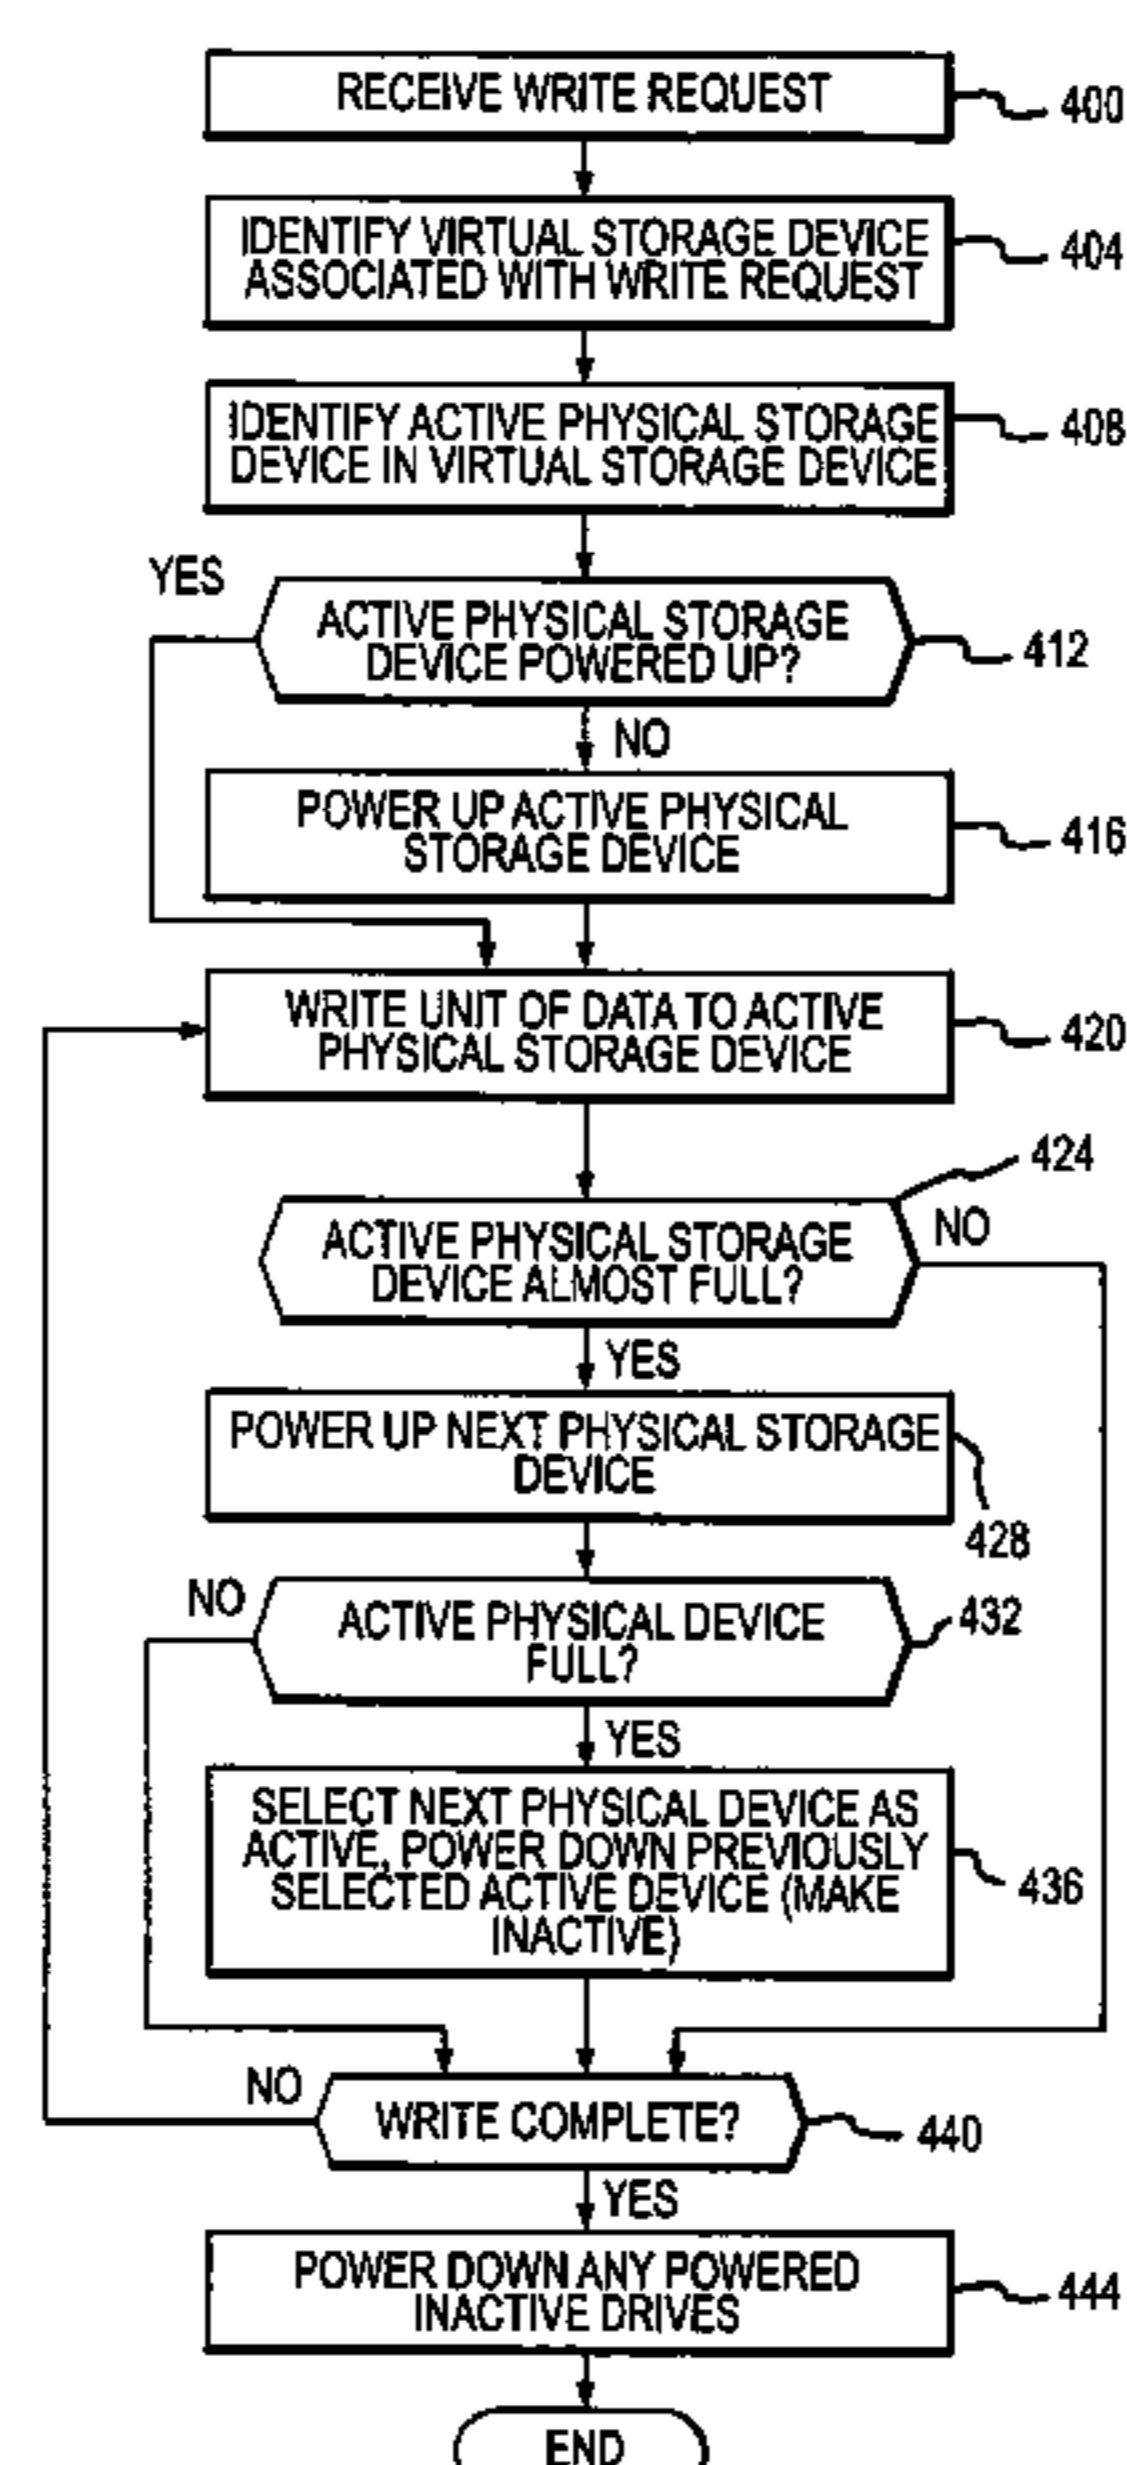 RECEIVE WRITE REQUEST
400
IDENTIFY VIRTUAL STORAGE DEVICE
ASSOCIATED WITH WRITE REQUEST
404
IDENTIFY ACTIVE PHYSICAL STORAGE
DEVICE IN VIRTUAL STORAGE DEVICE
408
YES
ACTIVE PHYSICAL STORAGE
DEVICE POWERED UP?
412
NO
POWER UP ACTIVE PHYSICAL
STORAGE DEVICE
416
WRITE UNIT OF DATA TO ACTIVE
PHYSICAL STORAGE DEVICE
420
424
ACTIVE PHYSICAL STORAGE
DEVICE ALMOST FULL?
NO
YES
POWER UP NEXT PHYSICAL STORAGE
DEVICE
428
NO
ACTIVE PHYSICAL DEVICE
FULL?
432
YES
SELECT NEXT PHYSICAL DEVICE AS
ACTIVE, POWER DOWN PREVIOUSLY
SELECTED ACTIVE DEVICE (MAKE
INACTIVE)
436
NO
WRITE COMPLETE?
440
YES
POWER DOWN ANY POWERED
INACTIVE DRIVES
444
END